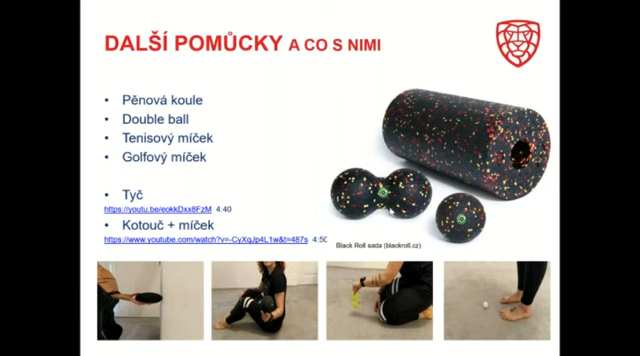 DALŠÍ POMŮCKY A CO S NIMI
• Pěnová koule
• Double ball
• Tenisový míček
• Golfový míček
• Tyč
https://youtu.be/eokkDxx8FzM 4:40
• Kotouč + míček
https://www.youtube.com/watch?v=-CyXqJp4L1w&t=487s 4:50
Black Roll sada (blackroll.cz)